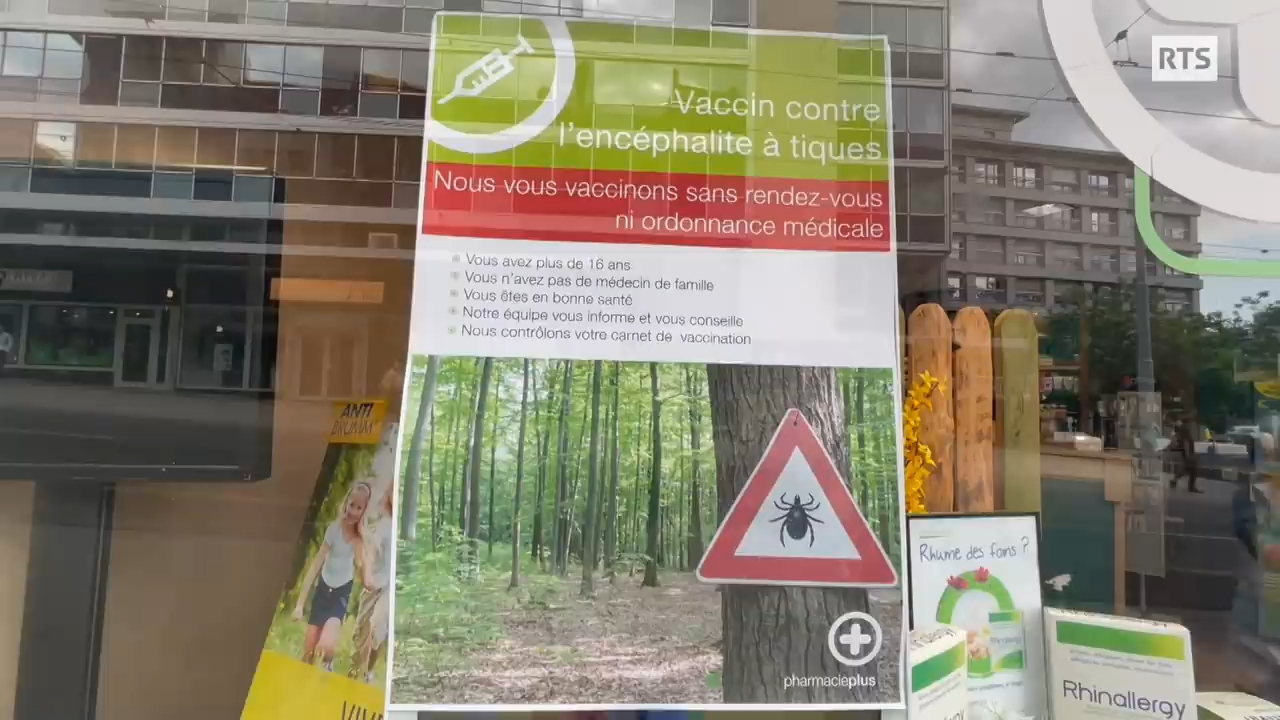 RTS
Vaccin contre
l'encéphalite à tiques
Nous vous vaccinons sans rendez-vous
ni ordonnance médicale
Vous avez plus de 16 ans
Vous n'avez pas de médecin de famille
Vous êtes en bonne santé
Notre équipe vous informe et vous conseille
Nous contrôlons votre carnet de vaccination
ANTI
BRUMM
Rhume des foins ?
pharmacieplus
Rhinallergy